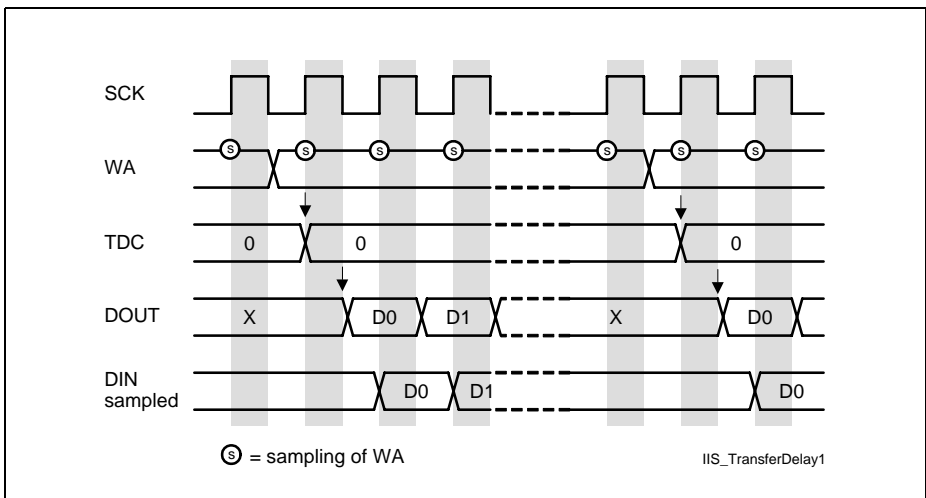 SCK
WA
S S S S S S S
TDC 0 0 0
DOUT X D0 D1 X D0
DIN
sampled D0 D1 D0
S = sampling of WA
IIS_TransferDelay1